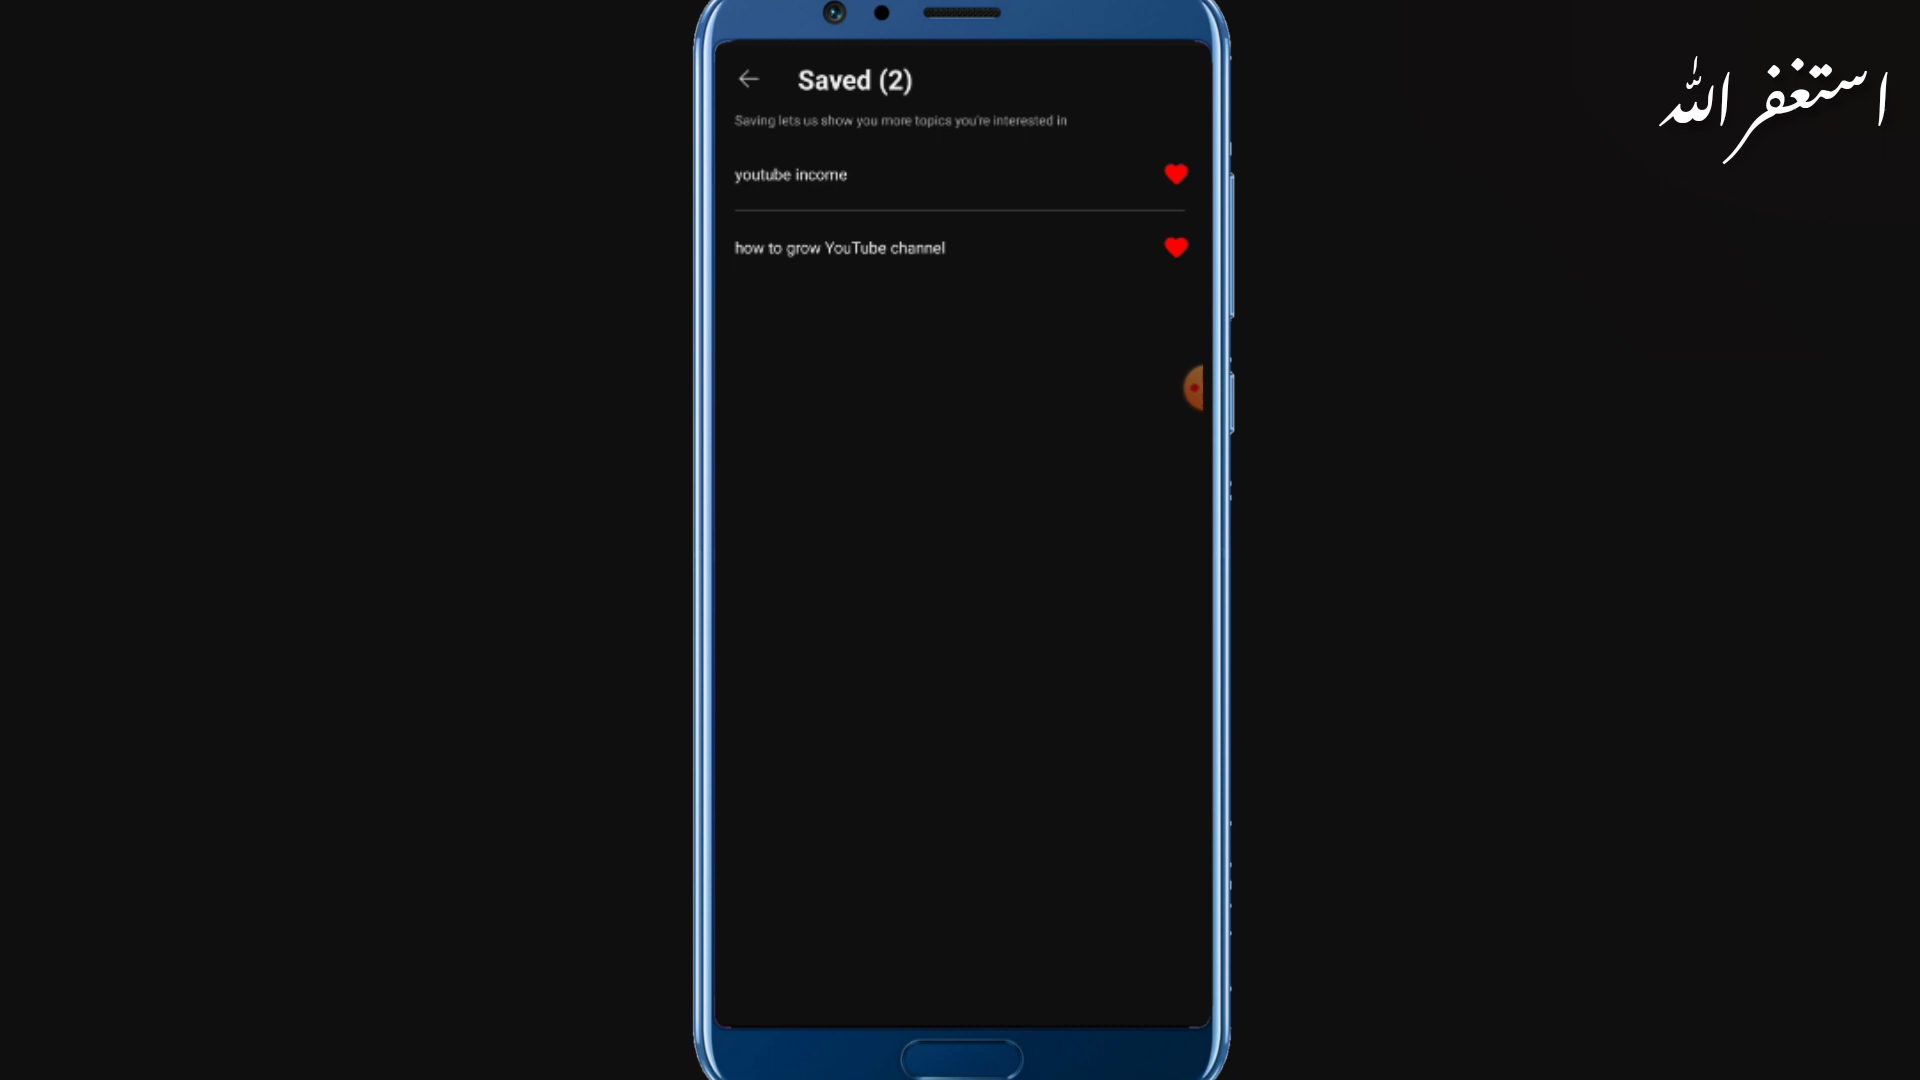 Saved (2)
Saving lets us show you more topics you're interested in
youtube income
how to grow YouTube channel
استغفر الله